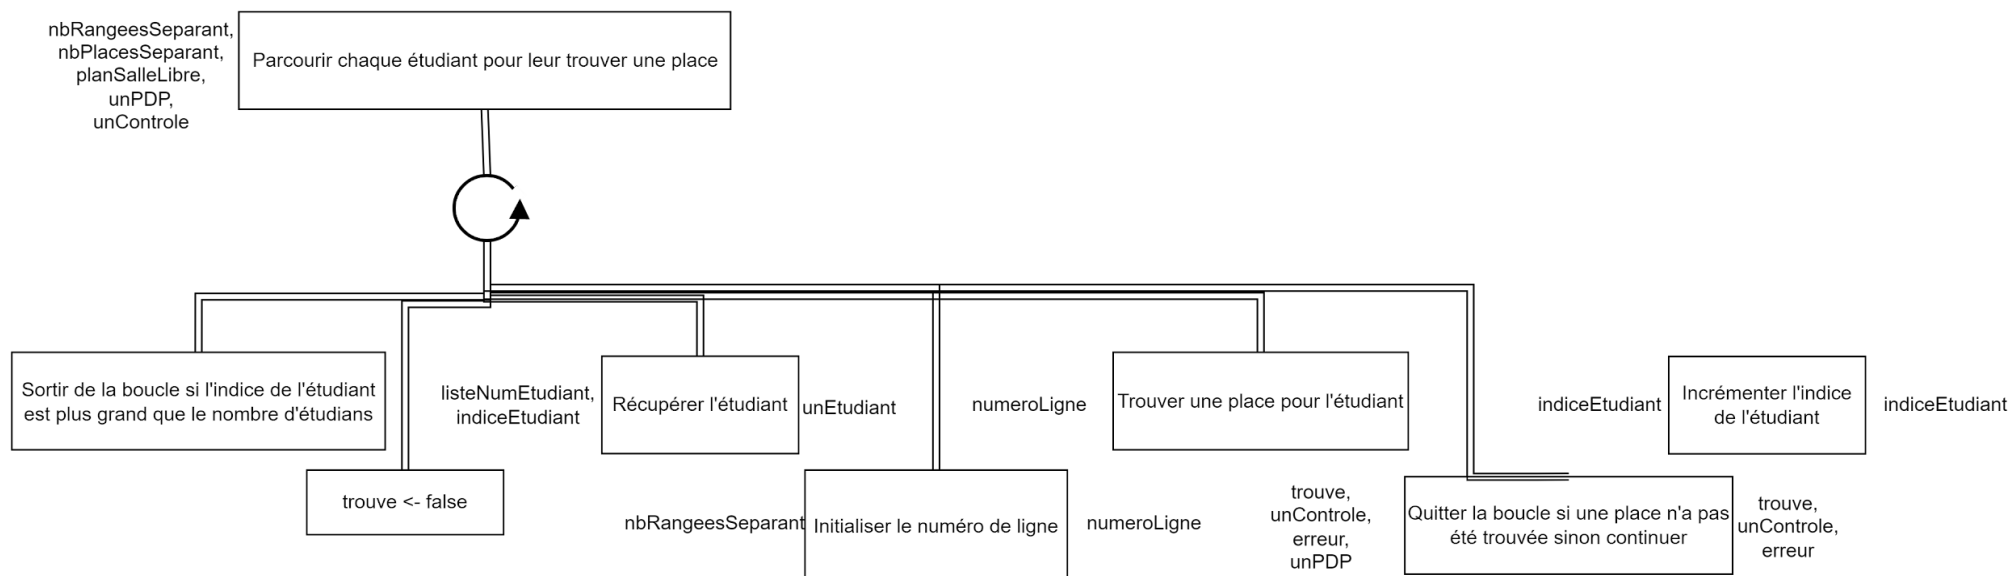 nbRangeesSeparant,
nbPlacesSeparant,
planSalleLibre,
unPDP,
unControle
Parcourir chaque étudiant pour leur trouver une place
Sortir de la boucle si l'indice de l'étudiant
est plus grand que le nombre d'étudians
trouve <- false
listeNumEtudiant,
indiceEtudiant
Récupérer l'étudiant
unEtudiant
nbRangeesSeparant
Initialiser le numéro de ligne
numeroLigne
numeroLigne
Trouver une place pour l'étudiant
trouve,
unControle,
erreur,
unPDP
Quitter la boucle si une place n'a pas
été trouvée sinon continuer
trouve,
unControle,
erreur
indiceEtudiant
Incrémenter l'indice
de l'étudiant
indiceEtudiant